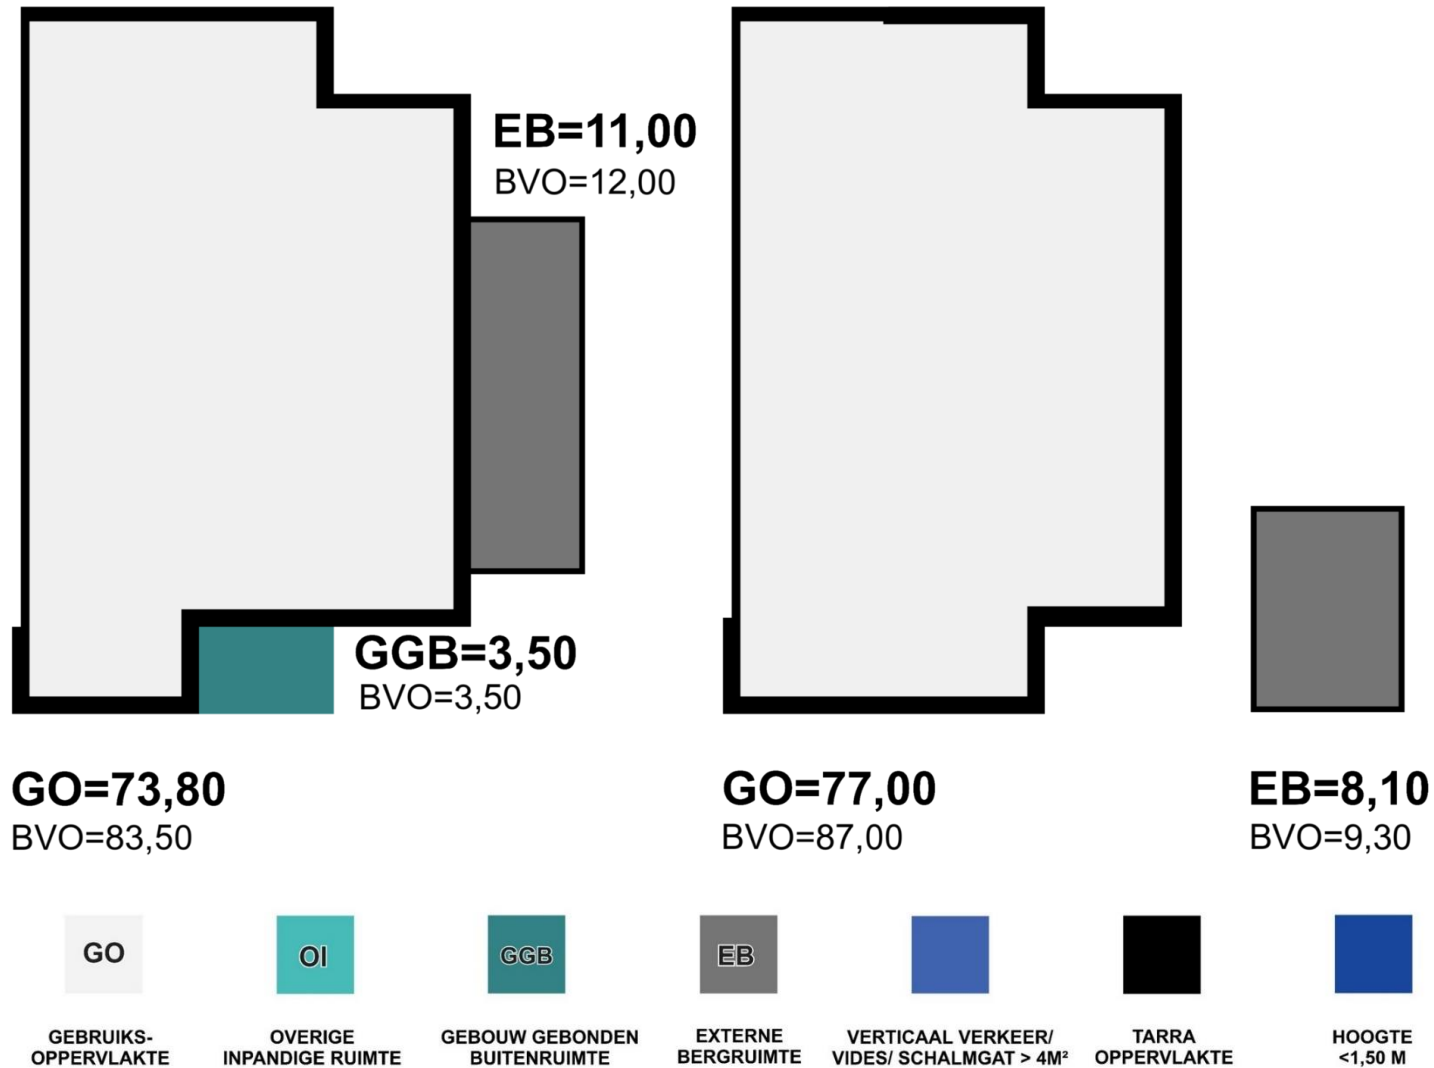 EB=11,00
BVO=12,00
GGB=3,50
BVO=3,50
GO=73,80
BVO=83,50
GO=77,00
BVO=87,00
EB=8,10
BVO=9,30
GO
GEBRUIKS-
OPPERVLAKTE
OI
OVERIGE
INPANDIGE RUIMTE
GGB
GEBOUW GEBONDEN
BUITENRUIMTE
EB
EXTERNE
BERGRUIMTE
VERTICAAL VERKEER/
VIDES/ SCHALMGAT > 4M²
TARRA
OPPERVLAKTE
HOOGTE
<1,50 M